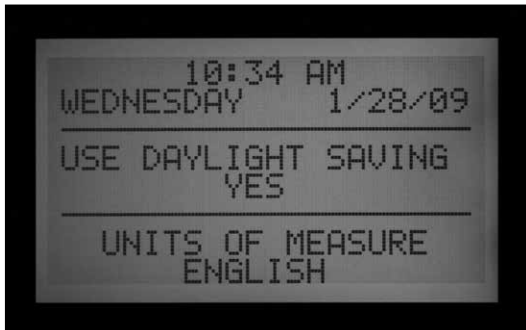 10:34 AM
WEDNESDAY 1/28/09
USE DAYLIGHT SAVING
YES
UNITS OF MEASURE
ENGLISH